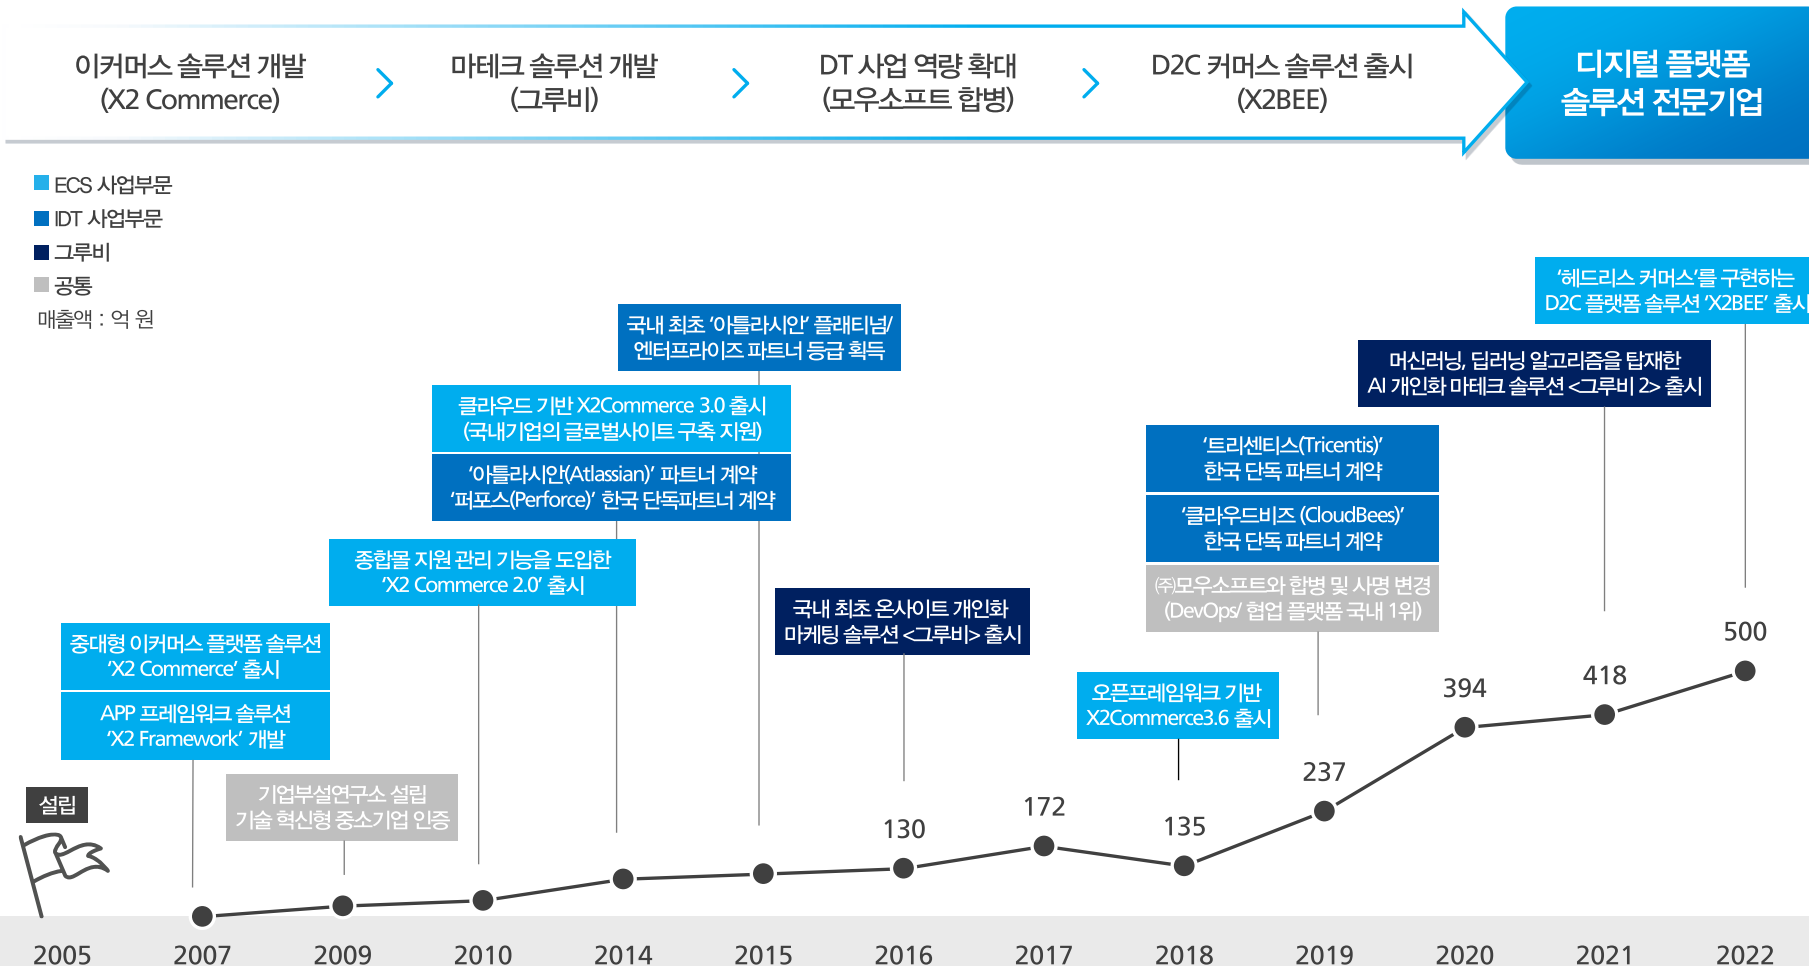 이커머스 솔루션 개발
(X2 Commerce)
마테크 솔루션 개발
(그루비)
DT 사업 역량 확대
(모우소프트 합병)
D2C 커머스 솔루션 출시
(X2BEE)
디지털 플랫폼
솔루션 전문기업
ECS 사업부문
IDT 사업부문
그루비
공통
매출액 : 억 원
'헤드리스 커머스'를 구현하는
D2C 플랫폼 솔루션 'X2BEE' 출시
국내 최초 '아틀라시안' 플래티넘/
엔터프라이즈 파트너 등급 획득
머신러닝, 딥러닝 알고리즘을 탑재한
AI 개인화 마테크 솔루션 <그루비 2> 출시
클라우드 기반 X2Commerce 3.0 출시
(국내기업의 글로벌사이트 구축 지원)
'아틀라시안(Atlassian)' 파트너 계약
'퍼포스(Perforce)' 한국 단독파트너 계약
'트리센티스(Tricentis)'
한국 단독 파트너 계약
'클라우드비즈 (CloudBees)'
한국 단독 파트너 계약
㈜모우소프트와 합병 및 사명 변경
(DevOps/ 협업 플랫폼 국내 1위)
종합몰 지원 관리 기능을 도입한
'X2 Commerce 2.0' 출시
국내 최초 온사이트 개인화
마케팅 솔루션 <그루비> 출시
중대형 이커머스 플랫폼 솔루션
'X2 Commerce' 출시
APP 프레임워크 솔루션
'X2 Framework' 개발
오픈프레임워크 기반
X2Commerce3.6 출시
기업부설연구소 설립
기술 혁신형 중소기업 인증
설립
130
172
135
237
394
418
500
2005
2007
2009
2010
2014
2015
2016
2017
2018
2019
2020
2021
2022